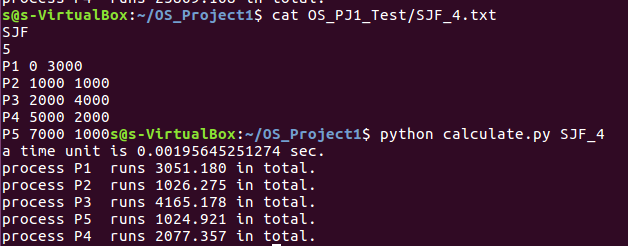 s@s-VirtualBox:~/OS_Project1$ cat OS_PJ1_Test/SJF_4.txt
SJF
5
P1 0 3000
P2 1000 1000
P3 2000 4000
P4 5000 2000
P5 7000 1000s@s-VirtualBox:~/OS_Project1$ python calculate.py SJF_4
a time unit is 0.00195645251274 sec.
process P1  runs 3051.180 in total.
process P2  runs 1026.275 in total.
process P3  runs 4165.178 in total.
process P5  runs 1024.921 in total.
process P4  runs 2077.357 in total.